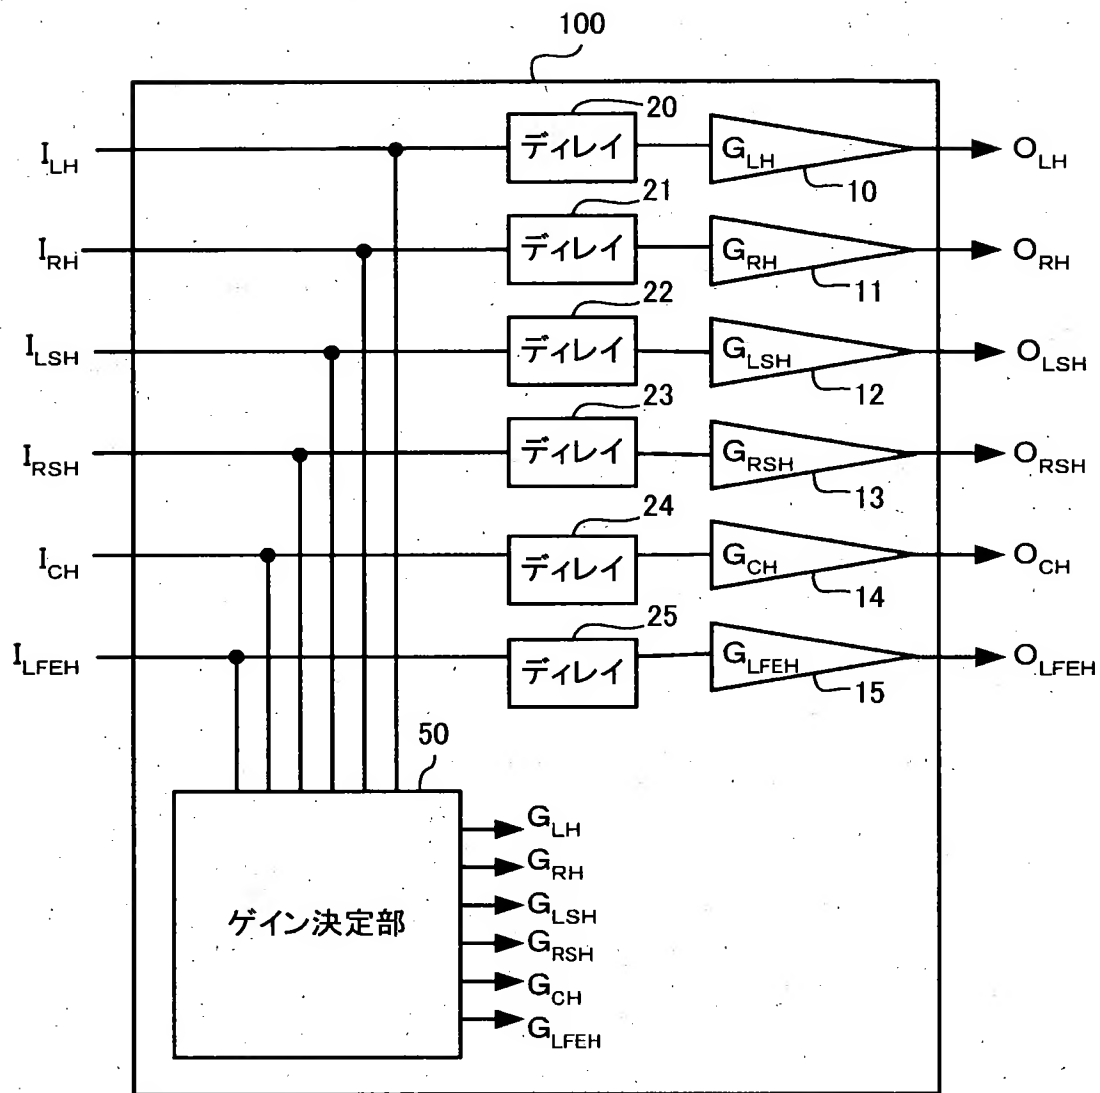 100
I_LH ディレイ 20 G_LH 10 O_LH
I_RH ディレイ 21 G_RH 11 O_RH
I_LSH ディレイ 22 G_LSH 12 O_LSH
I_RSH ディレイ 23 G_RSH 13 O_RSH
I_CH ディレイ 24 G_CH 14 O_CH
I_LFEH ディレイ 25 G_LFEH 15 O_LFEH
50
ゲイン決定部
G_LH
G_RH
G_LSH
G_RSH
G_CH
G_LFEH